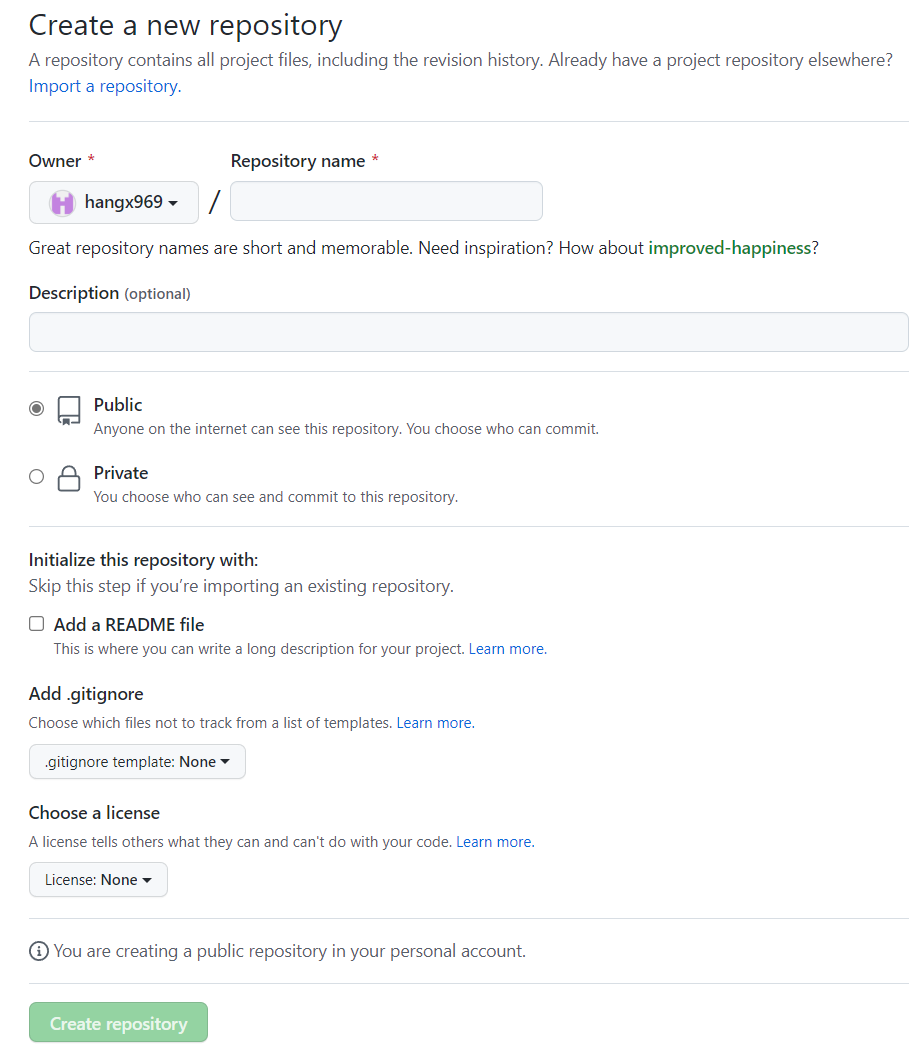 Create a new repository
A repository contains all project files, including the revision history. Already have a project repository elsewhere?
Import a repository.
Owner * Repository name *
hangx969 /
Great repository names are short and memorable. Need inspiration? How about improved-happiness?
Description (optional)
Public
Anyone on the internet can see this repository. You choose who can commit.
Private
You choose who can see and commit to this repository.
Initialize this repository with:
Skip this step if you’re importing an existing repository.
Add a README file
This is where you can write a long description for your project. Learn more.
Add .gitignore
Choose which files not to track from a list of templates. Learn more.
.gitignore template: None
Choose a license
A license tells others what they can and can't do with your code. Learn more.
License: None
You are creating a public repository in your personal account.
Create repository